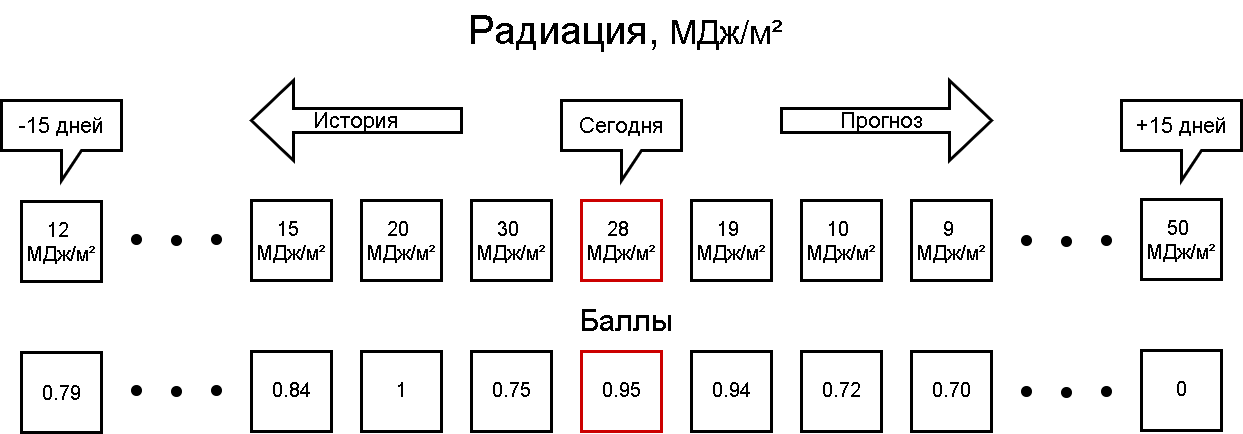 Радиация, МДж/м²
-15 дней
История
Сегодня
Прогноз
+15 дней
12
МДж/м²
15
МДж/м²
20
МДж/м²
30
МДж/м²
28
МДж/м²
19
МДж/м²
10
МДж/м²
9
МДж/м²
50
МДж/м²
Баллы
0.79
0.84
1
0.75
0.95
0.94
0.72
0.70
0